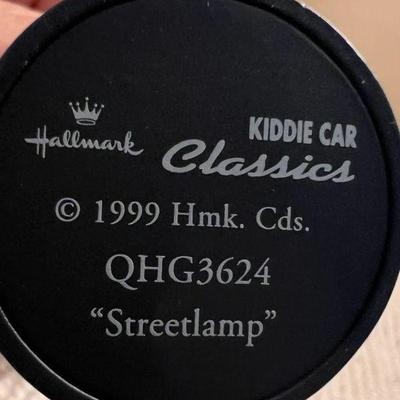 Hallmark
KIDDIE CAR
Classics
© 1999 Hmk. Cds.
QHG3624
“Streetlamp”